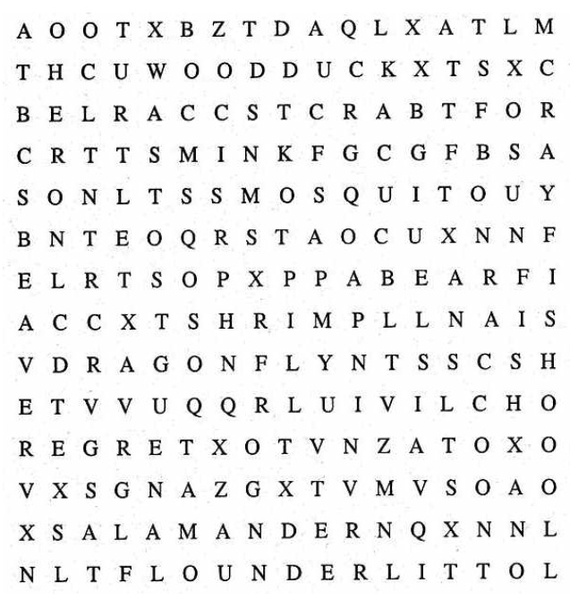 A O O T X B Z T D A Q L X A T L M
T H C U W O O D D U C K X T S X C
B E L R A C C S T C R A B T F O R
C R T T S M I N K F G C G F B S A
S O N L T S S M O S Q U I T O U Y
B N T E O Q R S T A O C U X N N F
E L R T S O P X P P A B E A R F I
A C C X T S H R I M P L L N A I S
V D R A G O N F L Y N T S S C S H
E T V V U Q Q R L U I V I L C H O
R E G R E T X O T V N Z A T O X O
V X S G N A Z G X T V M V S O A O
X S A L A M A N D E R N Q X N N L
N L T F L O U N D E R L I T T O L